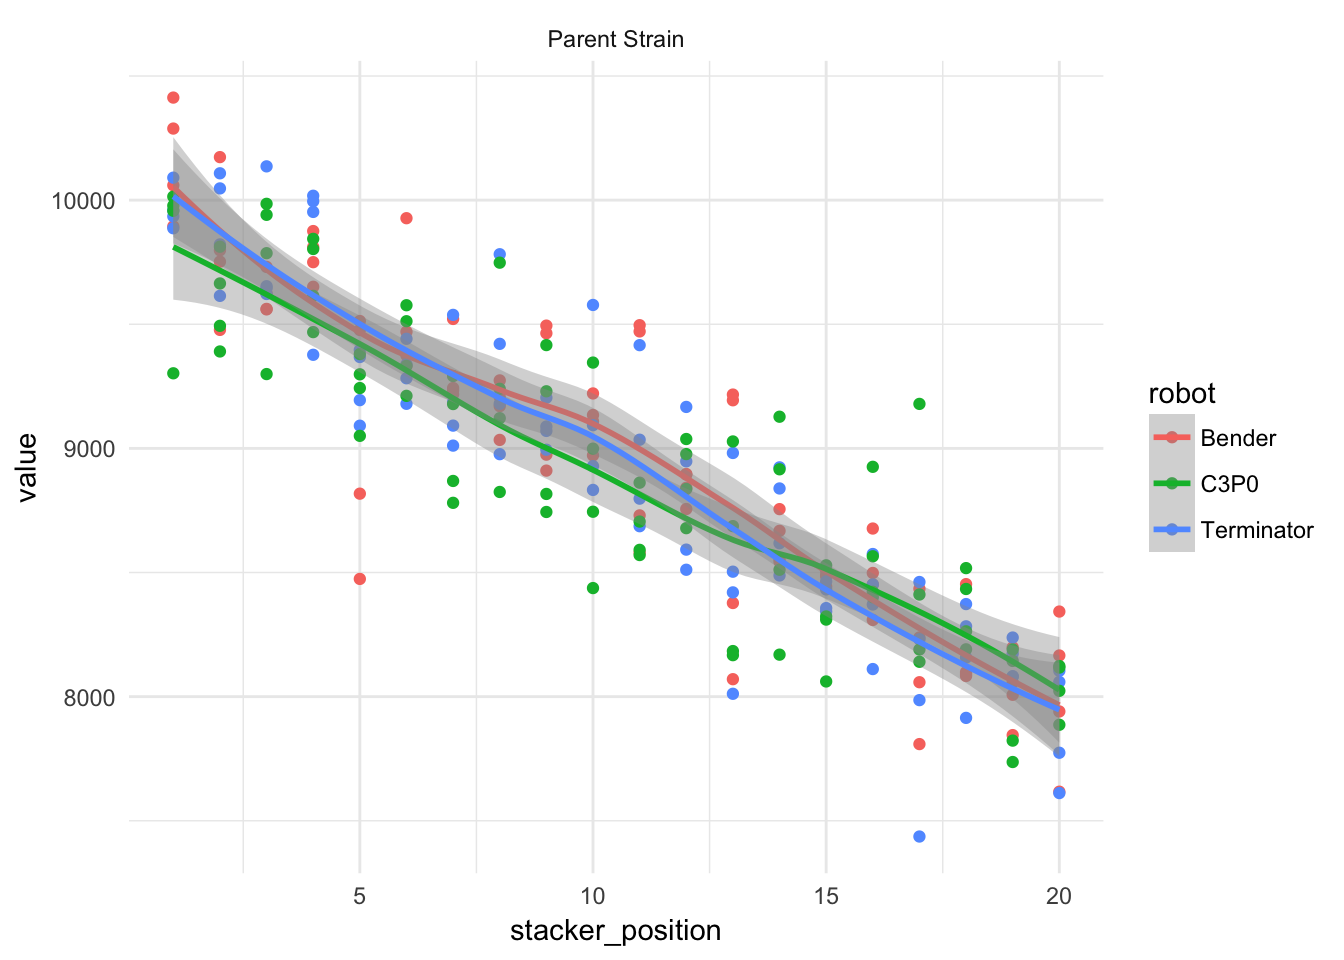 Parent Strain
10000
9000
8000
value
5 10 15 20
stacker_position
robot
Bender
C3P0
Terminator